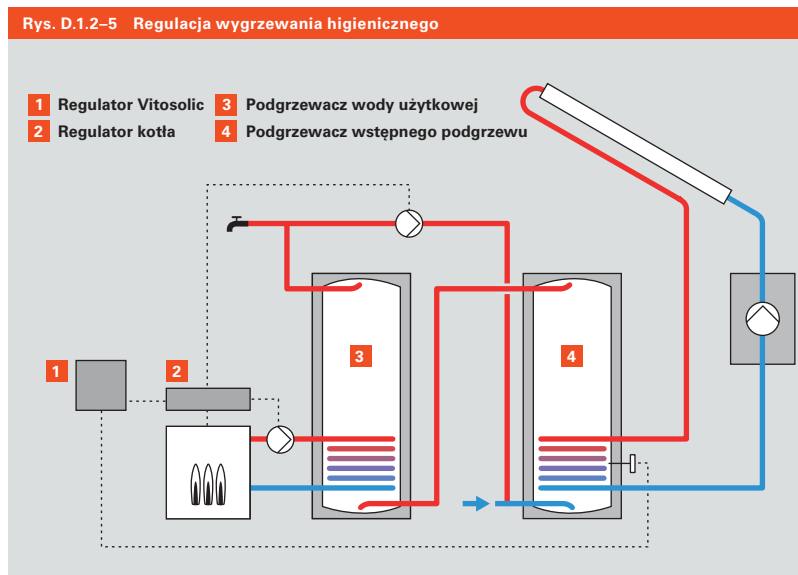 Rys. D.1.2–5 Regulacja wygrzewania higienicznego
1 Regulator Vitosolic 3 Podgrzewacz wody użytkowej
2 Regulator kotła 4 Podgrzewacz wstępnego podgrzewu
3
4
1
2